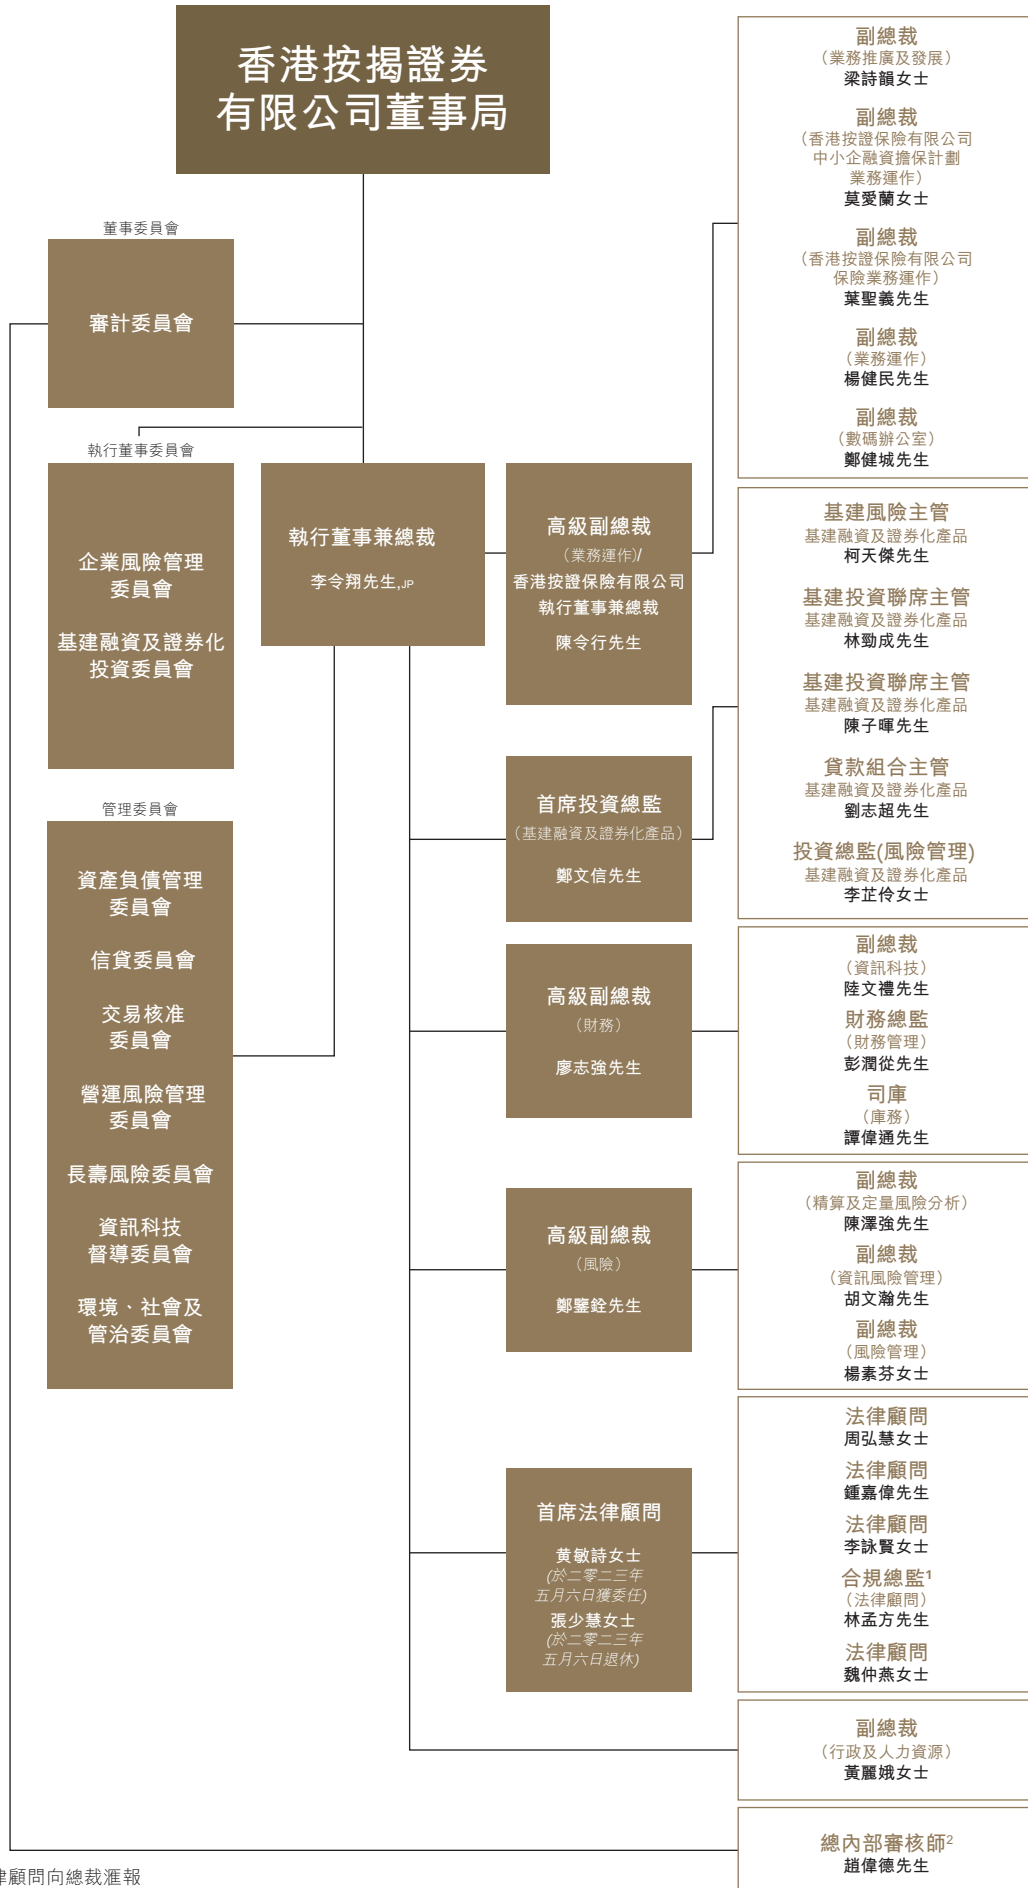 香港按揭證券
有限公司董事局
董事委員會
審計委員會
執行董事委員會
企業風險管理
委員會
基建融資及證券化
投資委員會
管理委員會
資產負債管理
委員會
信貸委員會
交易核准
委員會
營運風險管理
委員會
長壽風險委員會
資訊科技
督導委員會
環境、社會及
管治委員會
執行董事兼總裁
李令翔先生,JP
高級副總裁
（業務運作）/
香港按證保險有限公司
執行董事兼總裁
陳令行先生
首席投資總監
（基建融資及證券化產品）
鄭文信先生
高級副總裁
（財務）
廖志強先生
高級副總裁
（風險）
鄭鑒銓先生
首席法律顧問
黄敏詩女士
(於二零二三年
五月六日獲委任)
張少慧女士
(於二零二三年
五月六日退休)
副總裁
（業務推廣及發展）
梁詩韻女士
副總裁
（香港按證保險有限公司
中小企融資擔保計劃
業務運作）
莫愛蘭女士
副總裁
（香港按證保險有限公司
保險業務運作）
葉聖義先生
副總裁
（業務運作）
楊健民先生
副總裁
（數碼辦公室）
鄭健城先生
基建風險主管
基建融資及證券化產品
柯天傑先生
基建投資聯席主管
基建融資及證券化產品
林勁成先生
基建投資聯席主管
基建融資及證券化產品
陳子暉先生
貸款組合主管
基建融資及證券化產品
劉志超先生
投資總監(風險管理)
基建融資及證券化產品
李芷伶女士
副總裁
（資訊科技）
陸文禮先生
財務總監
（財務管理）
彭潤從先生
司庫
（庫務）
譚偉通先生
副總裁
（精算及定量風險分析）
陳澤強先生
副總裁
（資訊風險管理）
胡文瀚先生
副總裁
（風險管理）
楊素芬女士
法律顧問
周弘慧女士
法律顧問
鍾嘉偉先生
法律顧問
李詠賢女士
合規總監¹
（法律顧問）
林孟方先生
法律顧問
魏仲燕女士
副總裁
（行政及人力資源）
黃麗娥女士
總內部審核師²
趙偉德先生
律顧問向總裁滙報